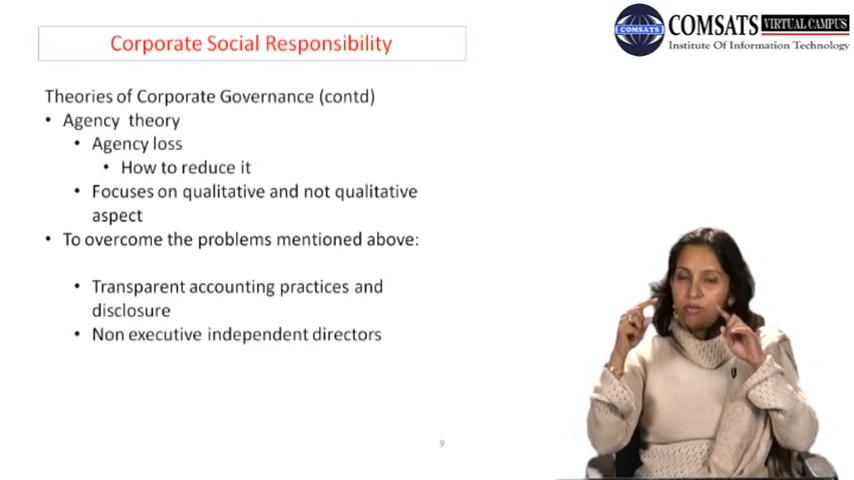 Corporate Social Responsibility
COMSATS VIRTUAL CAMPUS
COMSATS
Institute Of Information Technology
Theories of Corporate Governance (contd)
• Agency theory
• Agency loss
• How to reduce it
• Focuses on qualitative and not qualitative
aspect
• To overcome the problems mentioned above:
• Transparent accounting practices and
disclosure
• Non executive independent directors
9